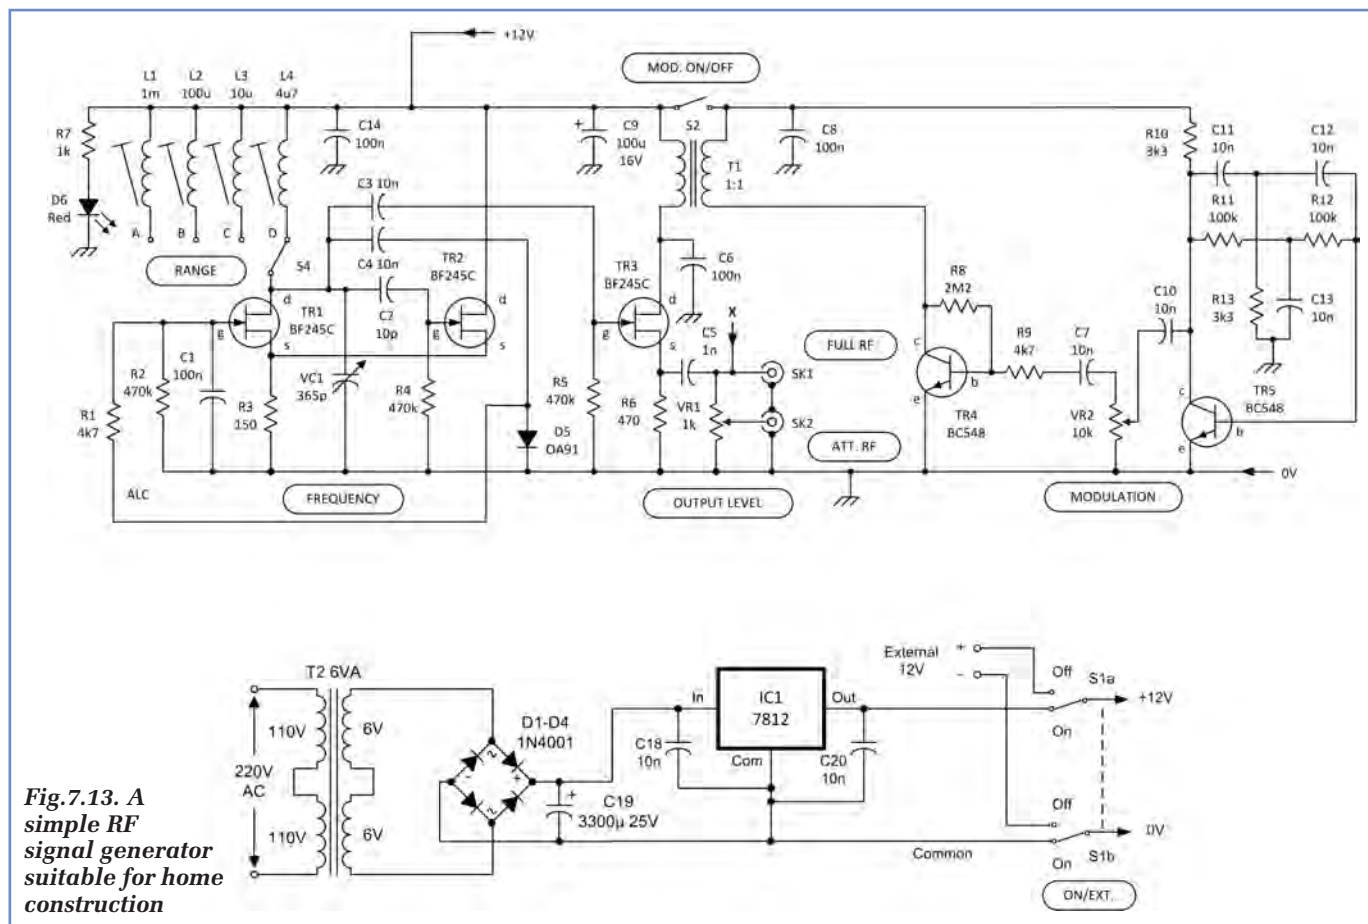 +12V
MOD. ON/OFF
L1
1m
L2
100u
L3
10u
L4
4u7
R7
1k
D6
Red
C14
100n
C9
100u
16V
+
S2
T1
1:1
C8
100n
R10
3k3
C11
10n
C12
10n
R11
100k
R12
100k
A
B
C
D
RANGE
S4
C3 10n
C4 10n
C2
10p
TR1
BF245C
d
g
s
TR2
BF245C
d
g
s
TR3
BF245C
d
g
s
C6
100n
C5
1n
X
FULL RF
SK1
SK2
ATT. RF
R8
2M2
R9
4k7
C7
10n
C10
10n
R13
3k3
C13
10n
c
b
e
TR4
BC548
VR2
10k
c
b
e
TR5
BC548
R1
4k7
R2
470k
C1
100n
R3
150
VC1
365p
R4
470k
D5
OA91
R5
470k
R6
470
VR1
1k
ALC
FREQUENCY
OUTPUT LEVEL
MODULATION
0V
T2 6VA
110V
6V
220V
AC
110V
6V
D1-D4
1N4001
-
+
~
~
+
C19
3300µ 25V
C18
10n
In
IC1
7812
Out
Com
C20
10n
External
12V
+
-
Off
S1a
+12V
On
Off
0V
On
S1b
Common
ON/EXT.
Fig.7.13. A
simple RF
signal generator
suitable for home
construction